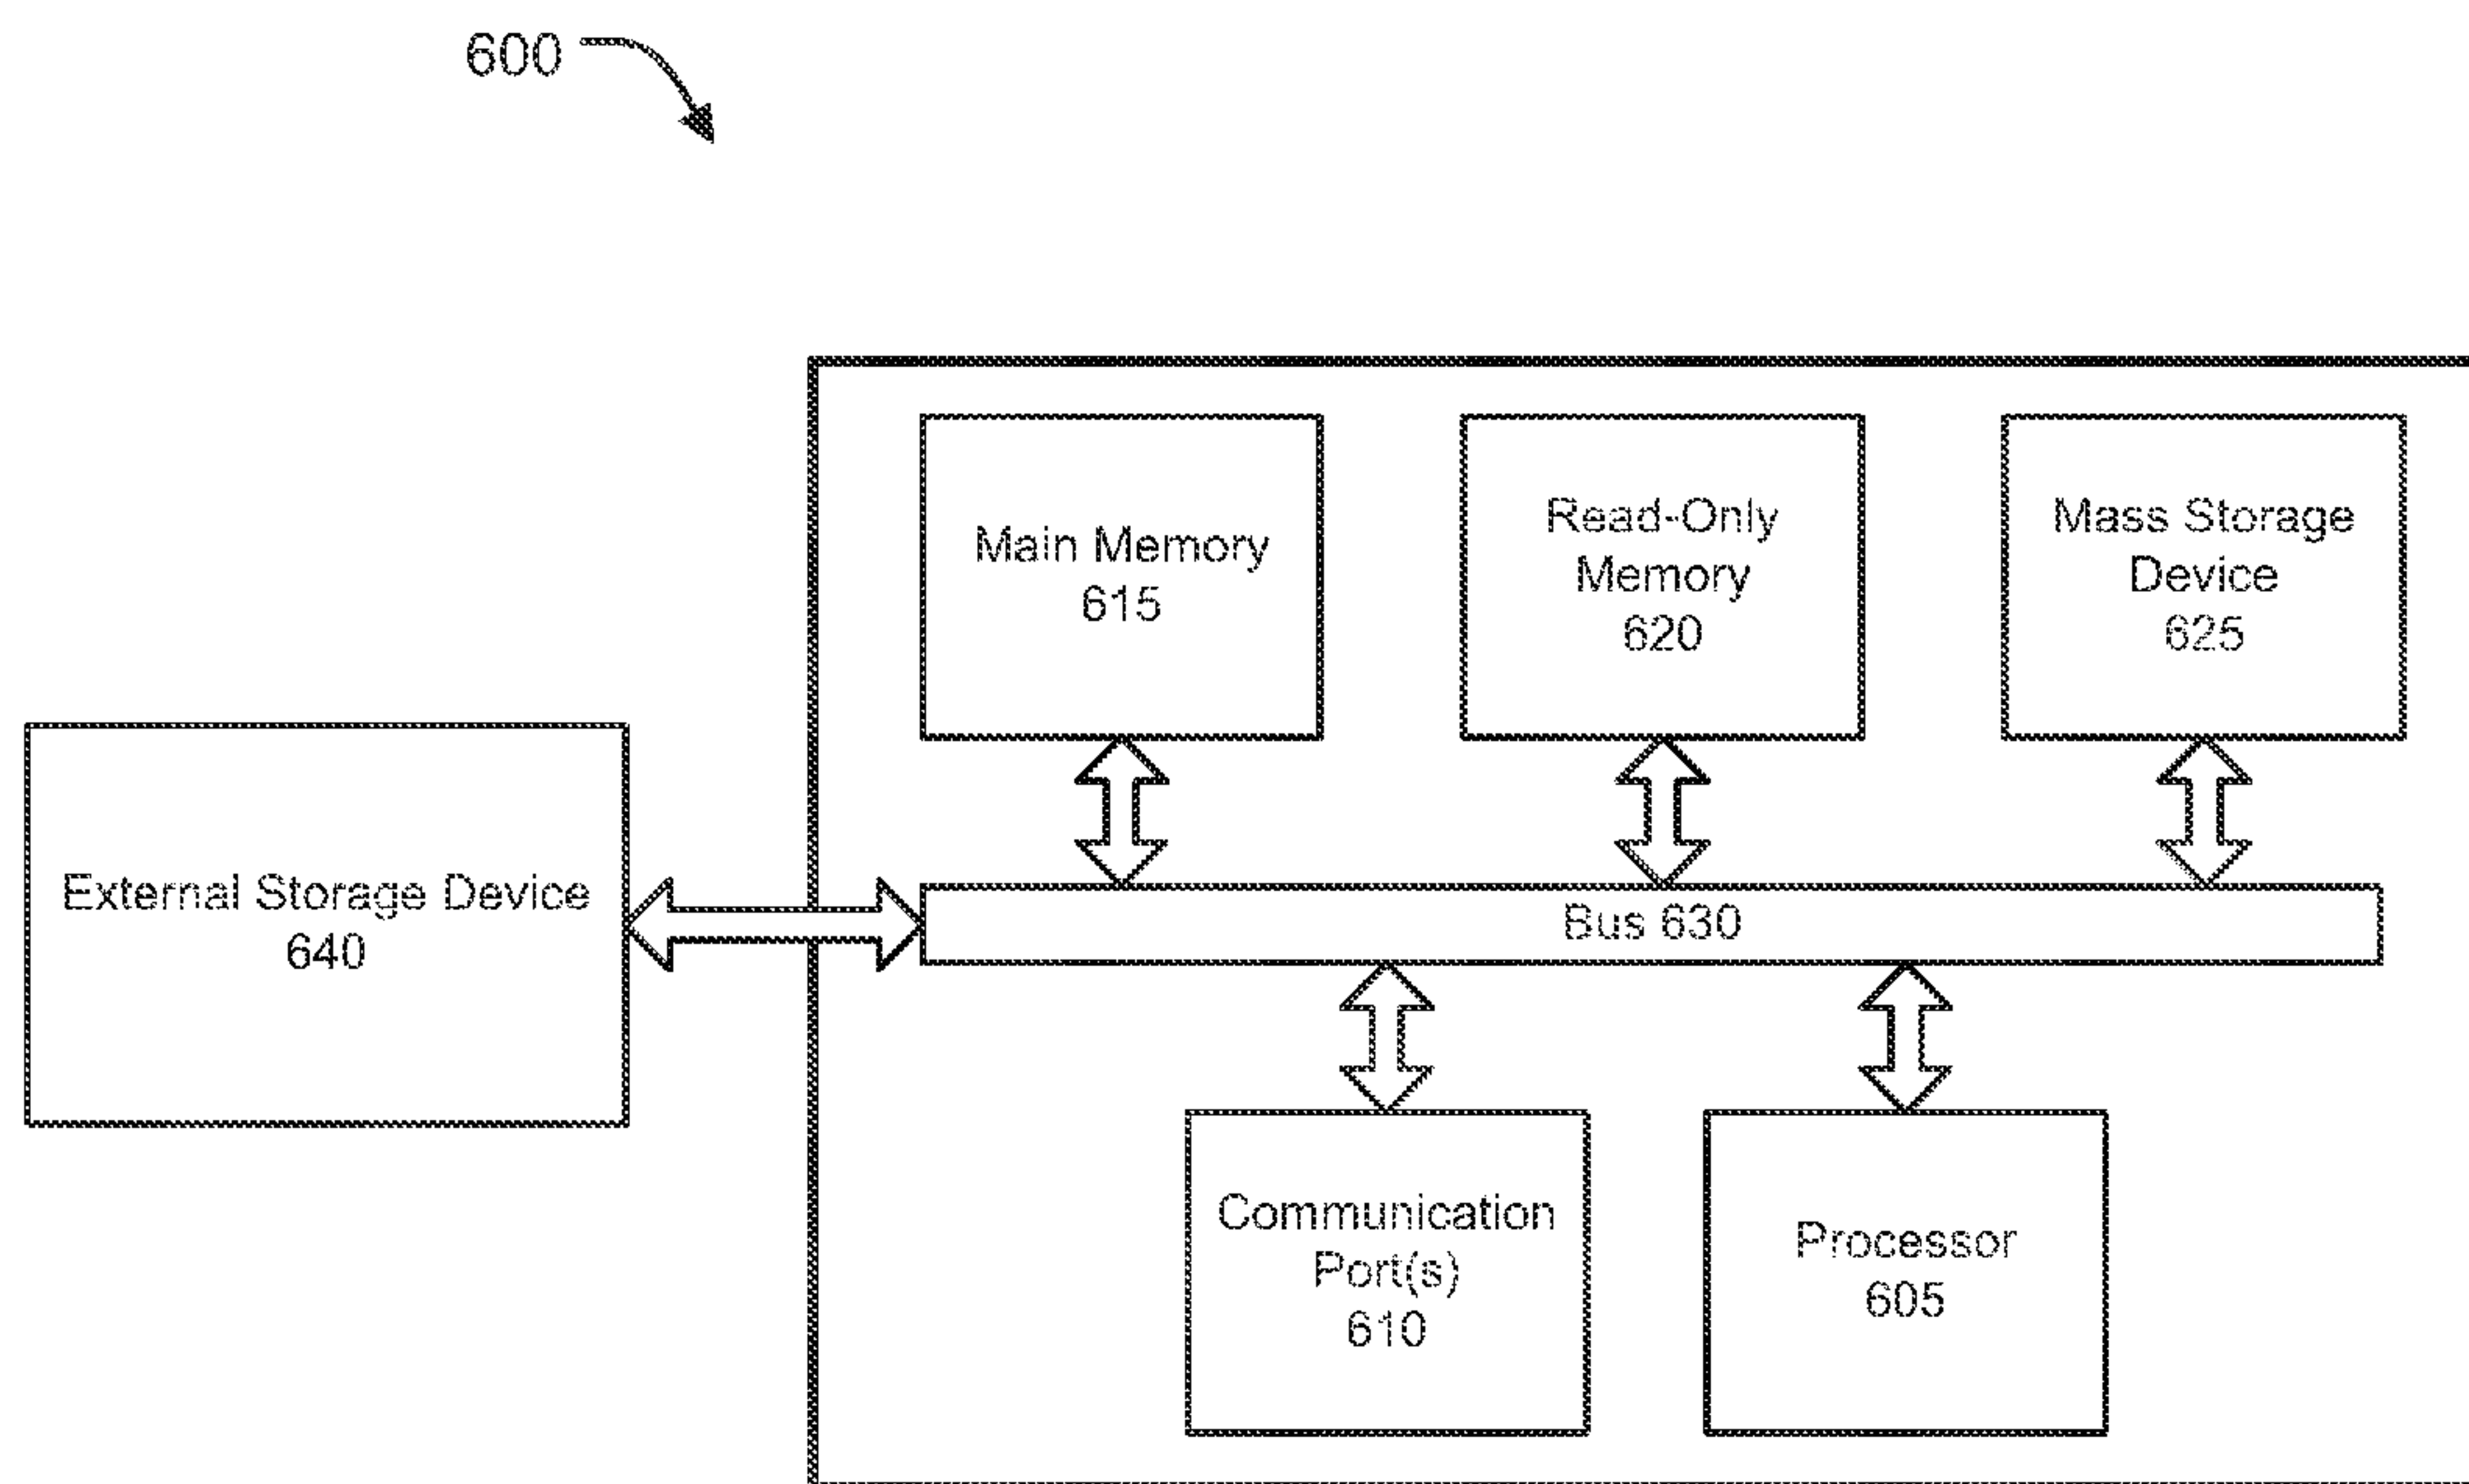 600
Main Memory
615
Read-Only
Memory
620
Mass Storage
Device
625
External Storage Device
640
Bus 630
Communication
Port(s)
610
Processor
605